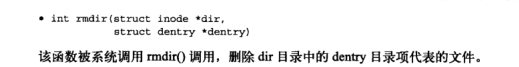 • int rmdir(struct inode *dir,
struct dentry *dentry)
该函数被系统调用 rmdir() 调用，删除 dir 目录中的 dentry 目录项代表的文件。